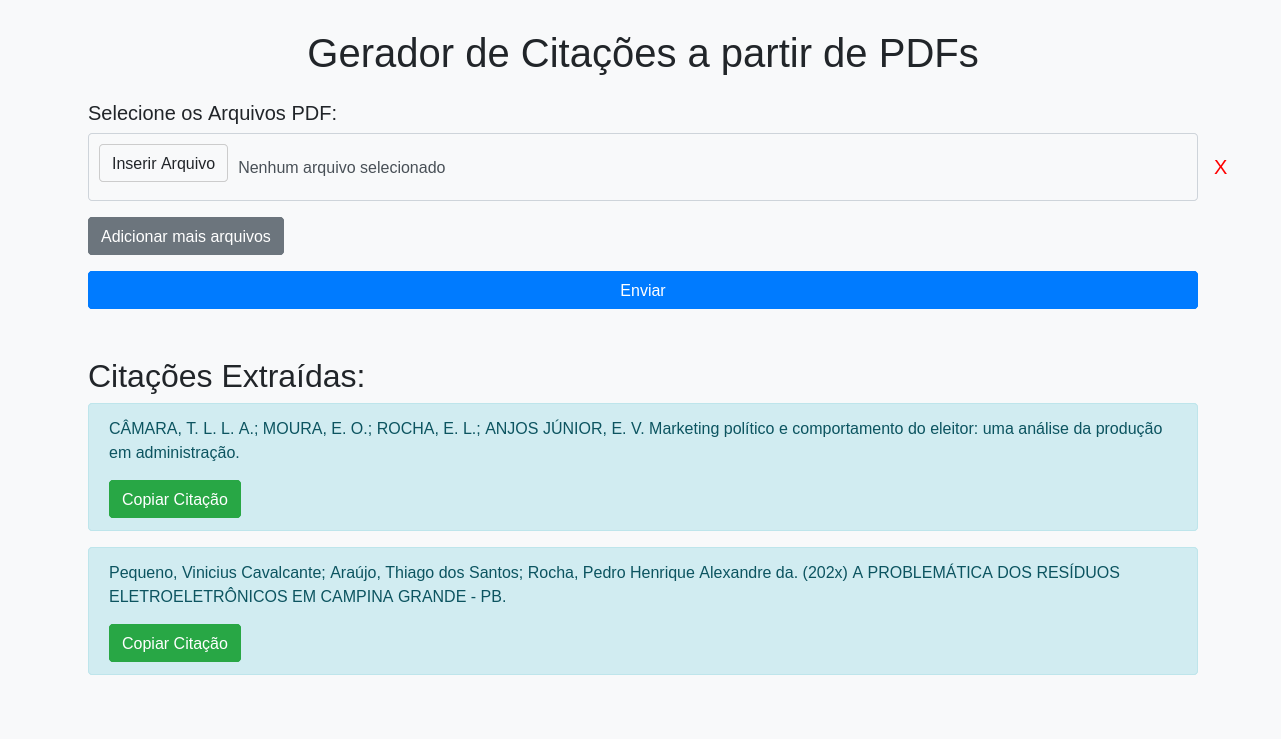 Gerador de Citações a partir de PDFs
Selecione os Arquivos PDF:
Inserir Arquivo
Nenhum arquivo selecionado
X
Adicionar mais arquivos
Enviar
Citações Extraídas:
CÂMARA, T. L. L. A.; MOURA, E. O.; ROCHA, E. L.; ANJOS JÚNIOR, E. V. Marketing político e comportamento do eleitor: uma análise da produção
em administração.
Copiar Citação
Pequeno, Vinicius Cavalcante; Araújo, Thiago dos Santos; Rocha, Pedro Henrique Alexandre da. (202x) A PROBLEMÁTICA DOS RESÍDUOS
ELETROELETRÔNICOS EM CAMPINA GRANDE - PB.
Copiar Citação